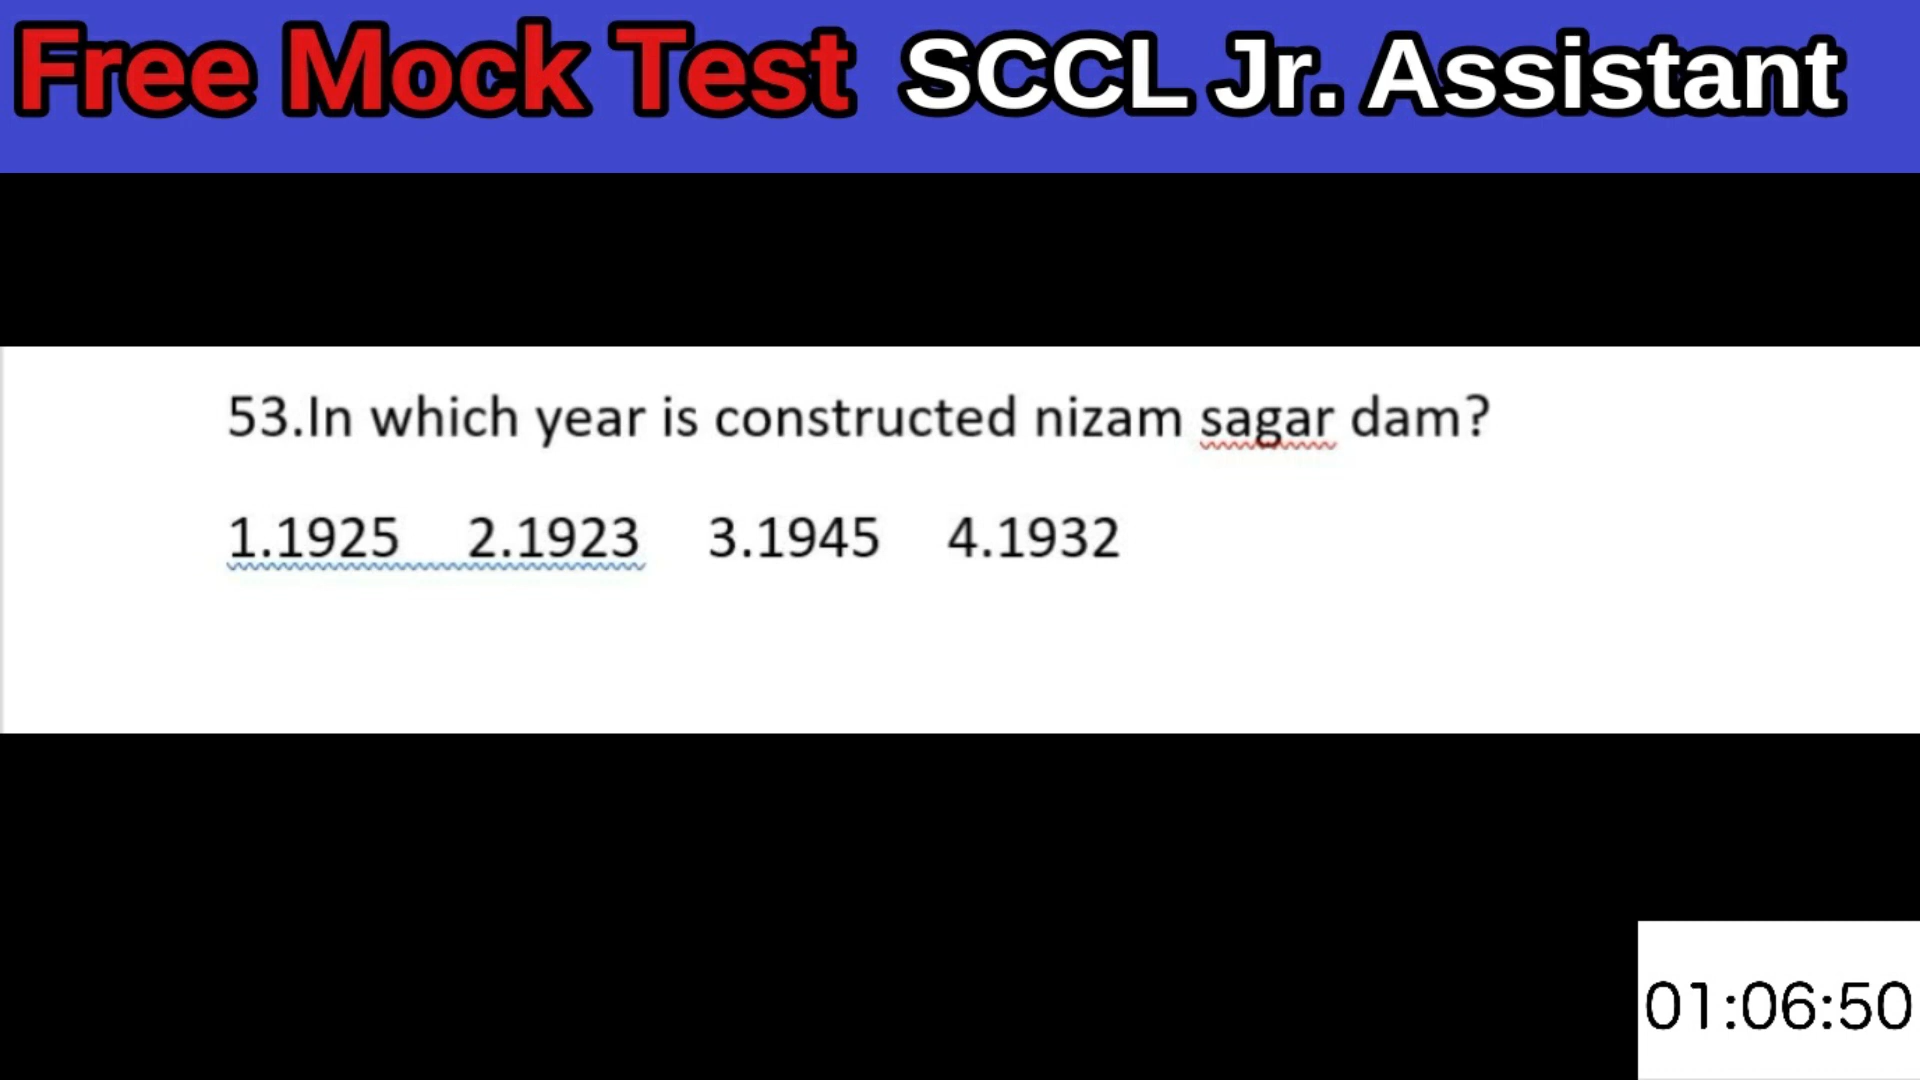 Free Mock Test SCCL Jr. Assistant
53.In which year is constructed nizam sagar dam?
1.1925 2.1923 3.1945 4.1932
01:06:50